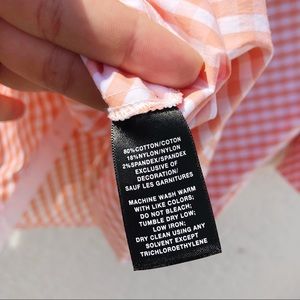 80%COTTON/COTON
18%NYLON/NYLON
2%SPANDEX/SPANDEX
EXCLUSIVE OF
DECORATION/
SAUF LES GARNITURES
MACHINE WASH WARM
WITH LIKE COLORS;
DO NOT BLEACH;
TUMBLE DRY LOW;
LOW IRON;
DRY CLEAN USING ANY
SOLVENT EXCEPT
TRICHLOROETHYLENE